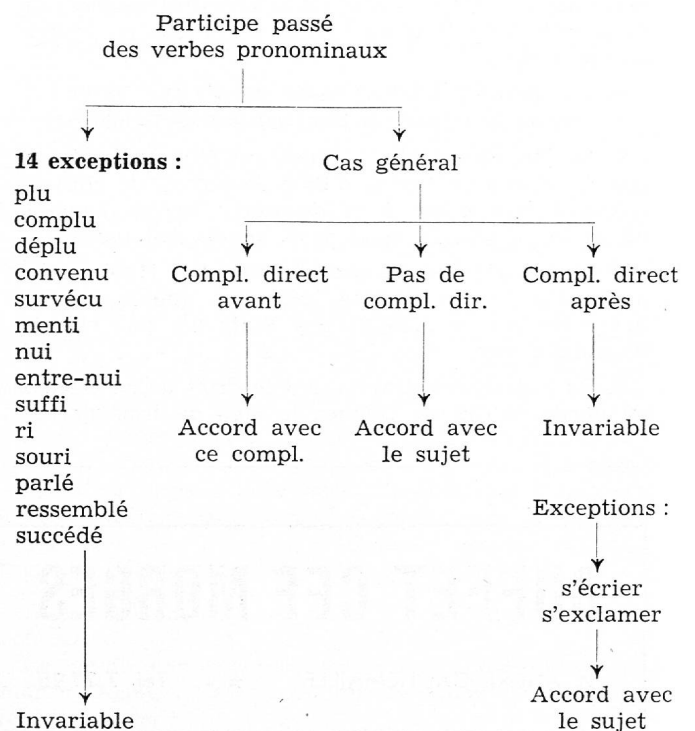 Participe passé
des verbes pronominaux
14 exceptions :
plu
complu
déplu
convenu
survécu
menti
nui
entre-nui
suffi
ri
souri
parlé
ressemblé
succédé
Invariable
Cas général
Compl. direct
avant
Accord avec
ce compl.
Pas de
compl. dir.
Accord avec
le sujet
Compl. direct
après
Invariable
Exceptions :
s'écrier
s'exclamer
Accord avec
le sujet